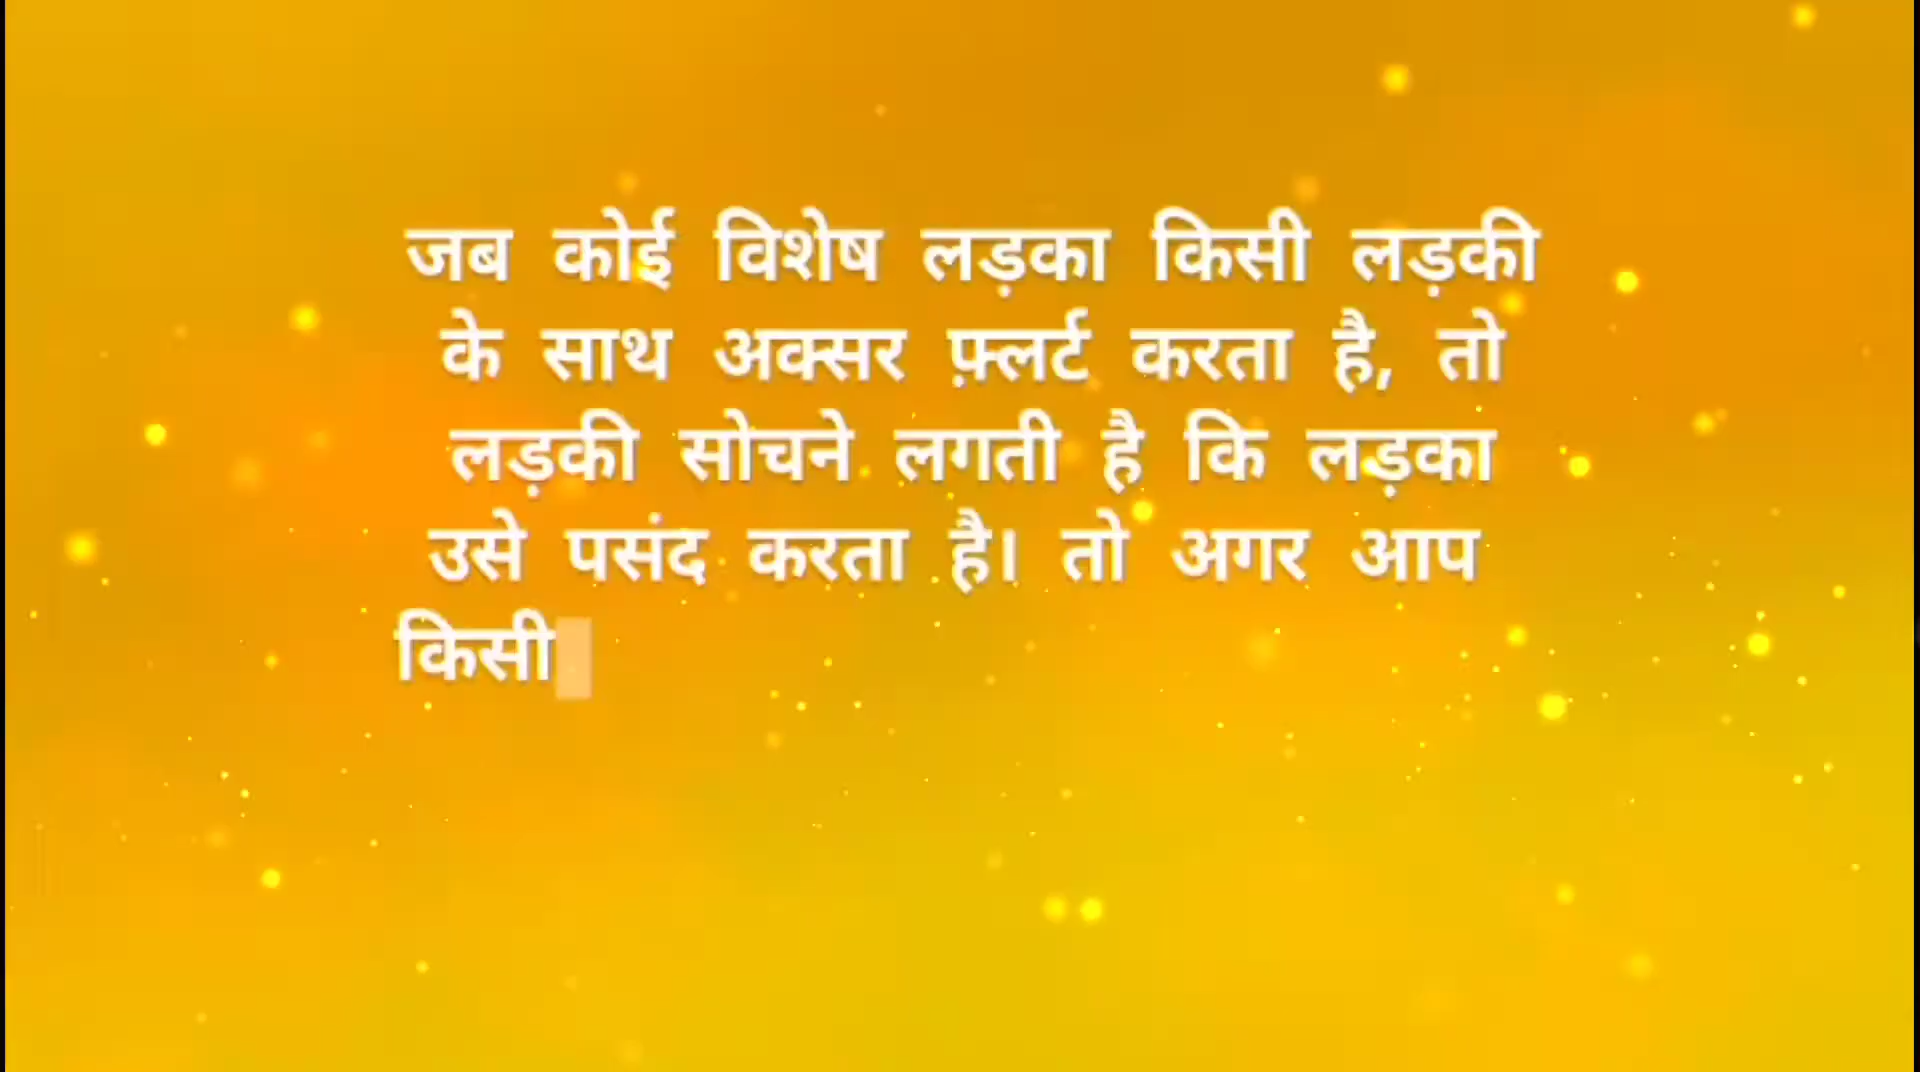 जब कोई विशेष लड़का किसी लड़की
के साथ अक्सर फ़्लर्ट करता है, तो
लड़की सोचने लगती है कि लड़का
उसे पसंद करता है। तो अगर आप
किसी